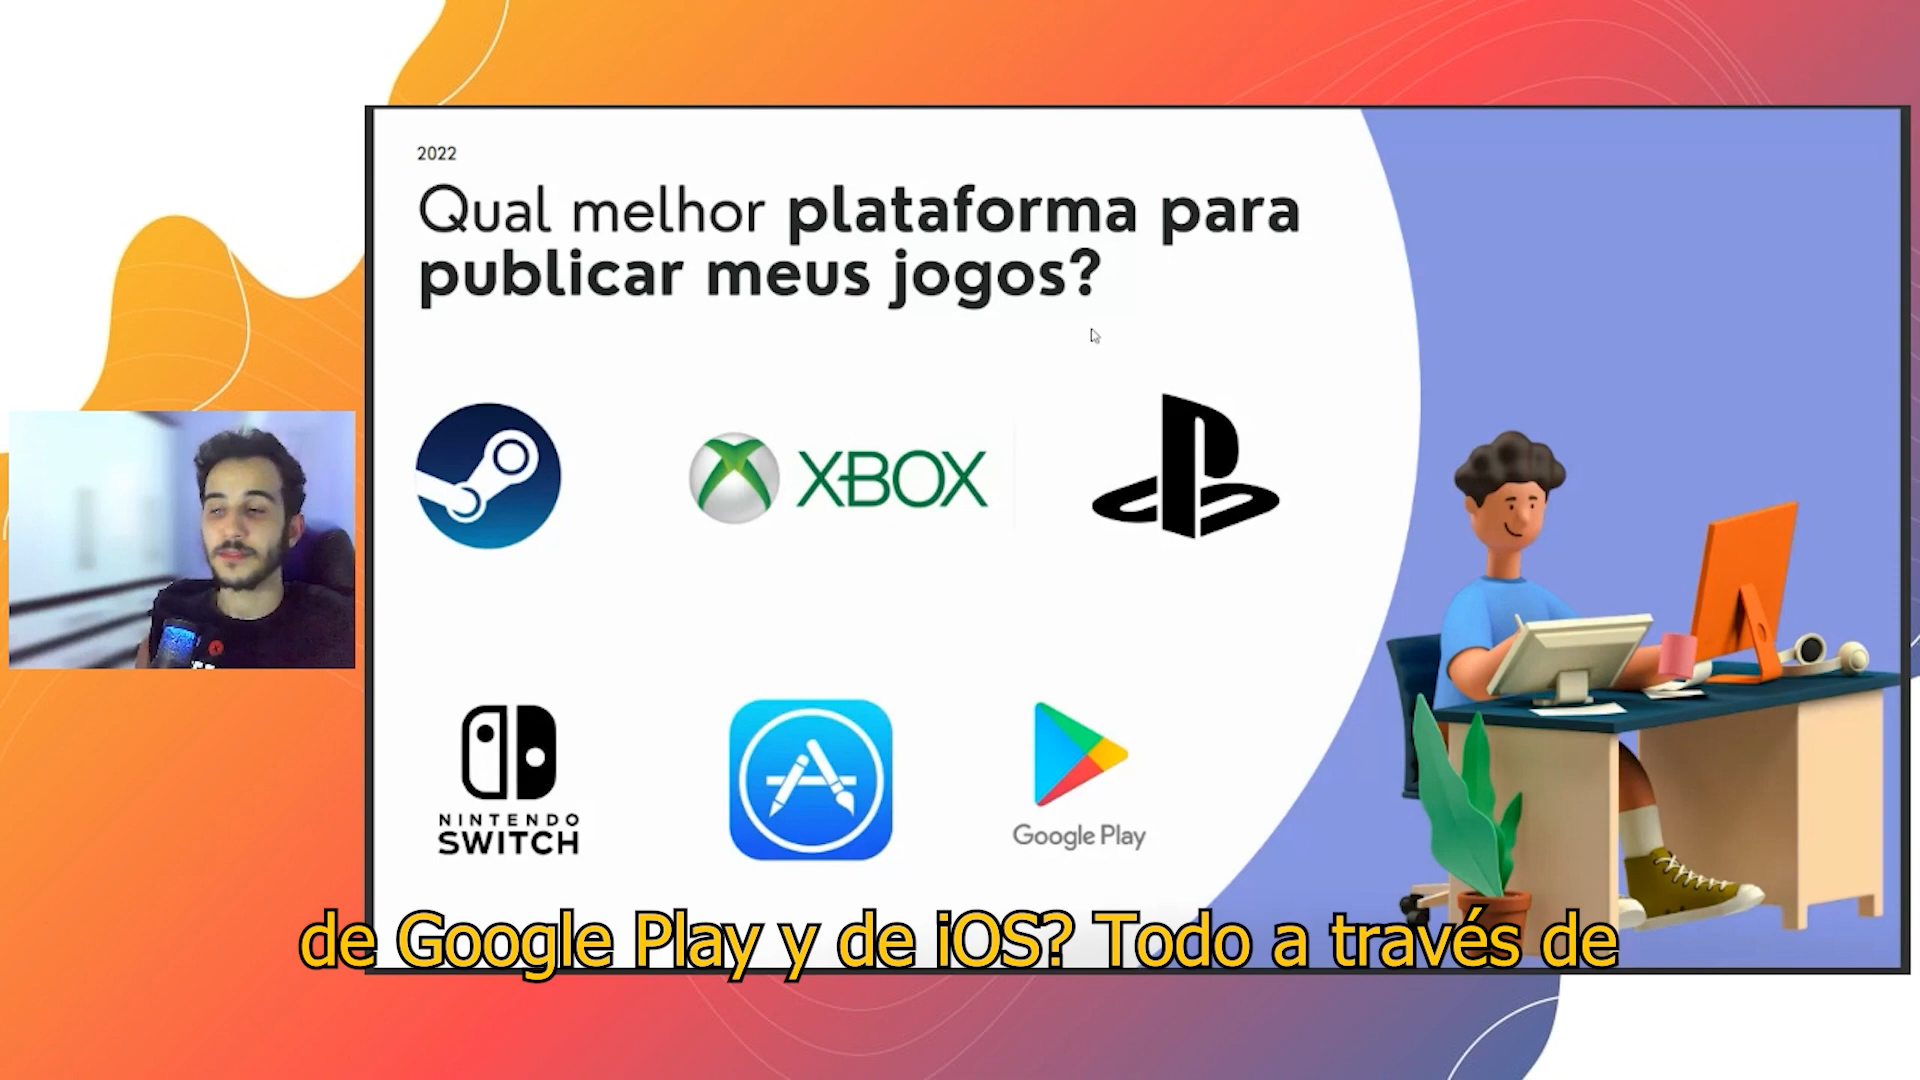 2022
Qual melhor plataforma para
publicar meus jogos?
XBOX
NINTENDO
SWITCH
Google Play
de Google Play y de iOS? Todo a través de